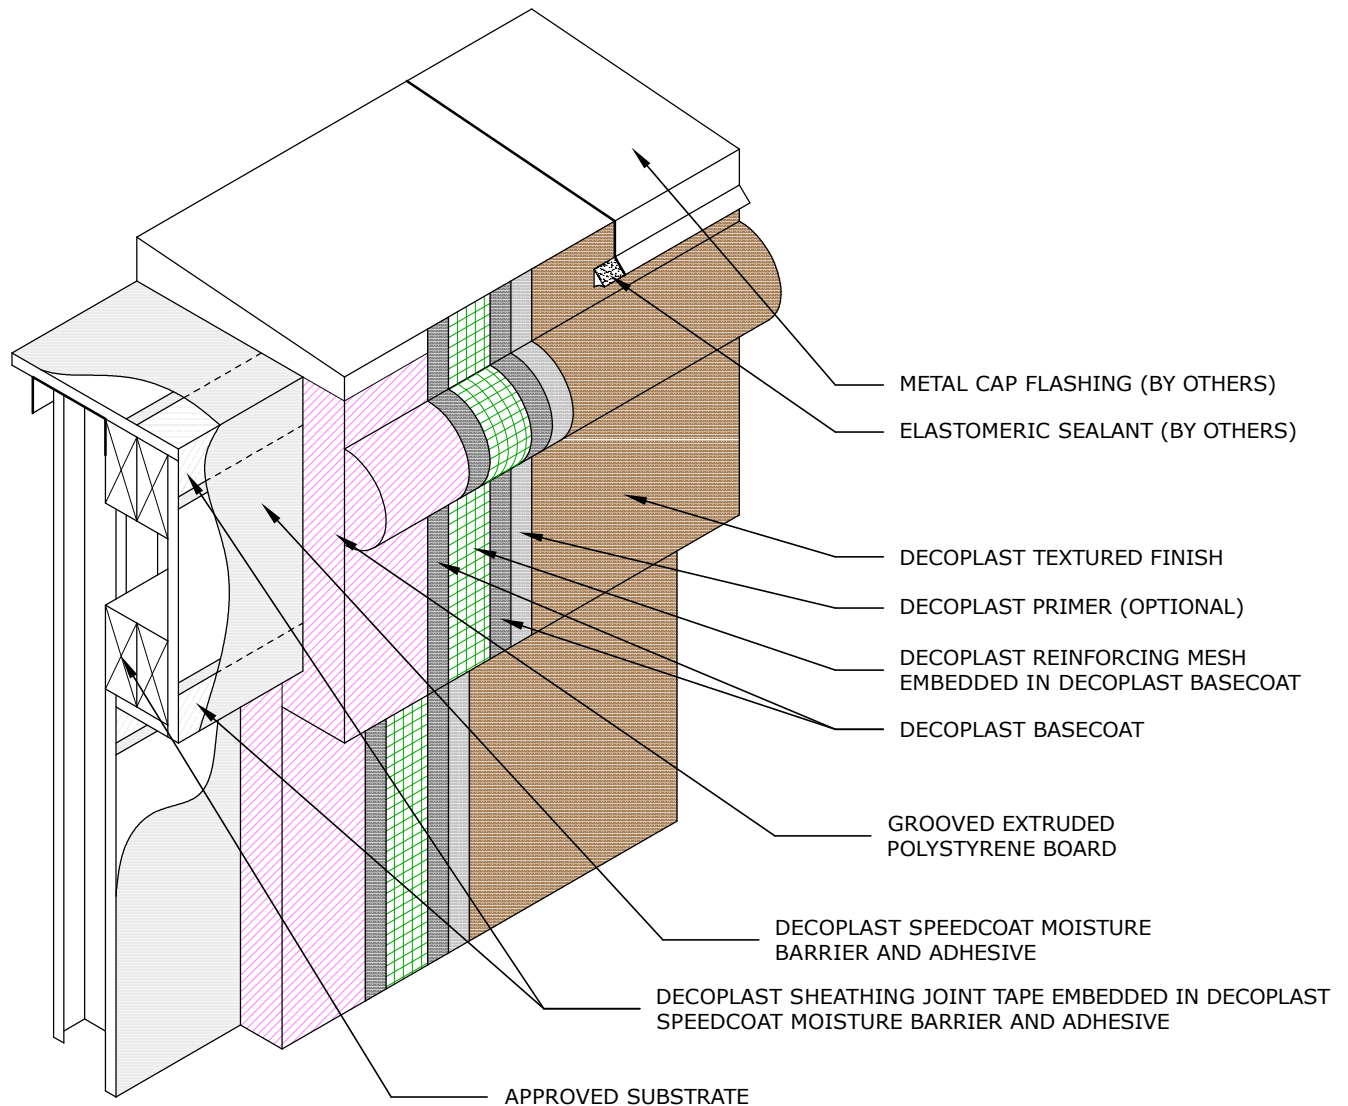 METAL CAP FLASHING (BY OTHERS)
ELASTOMERIC SEALANT (BY OTHERS)
DECOPLAST TEXTURED FINISH
DECOPLAST PRIMER (OPTIONAL)
DECOPLAST REINFORCING MESH
EMBEDDED IN DECOPLAST BASECOAT
DECOPLAST BASECOAT
GROOVED EXTRUDED
POLYSTYRENE BOARD
DECOPLAST SPEEDCOAT MOISTURE
BARRIER AND ADHESIVE
DECOPLAST SHEATHING JOINT TAPE EMBEDDED IN DECOPLAST
SPEEDCOAT MOISTURE BARRIER AND ADHESIVE
APPROVED SUBSTRATE